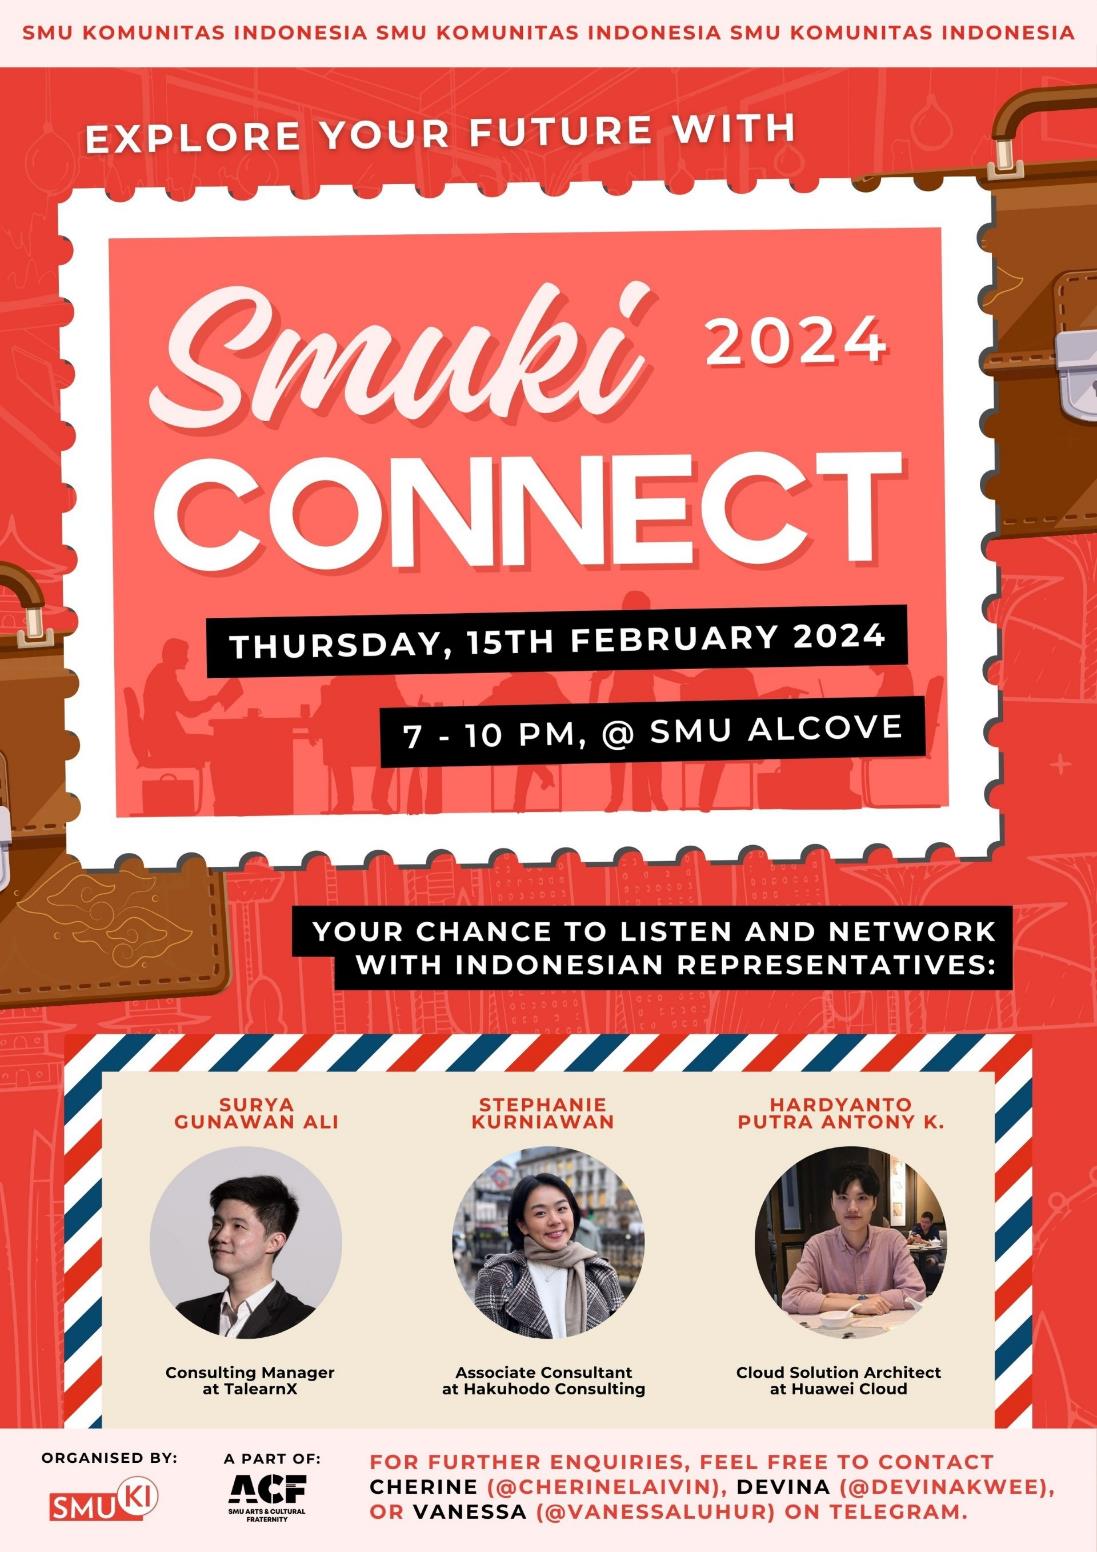 SMU KOMUNITAS INDONESIA SMU KOMUNITAS INDONESIA SMU KOMUNITAS INDONESIA
EXPLORE YOUR FUTURE WITH
Smuki 2024
CONNECT
THURSDAY, 15TH FEBRUARY 2024
7 - 10 PM, @ SMU ALCOVE
YOUR CHANCE TO LISTEN AND NETWORK
WITH INDONESIAN REPRESENTATIVES:
SURYA
GUNAWAN ALI
Consulting Manager
at TalearnX
STEPHANIE
KURNIAWAN
Associate Consultant
at Hakuhodo Consulting
HARDYANTO
PUTRA ANTONY K.
Cloud Solution Architect
at Huawei Cloud
ORGANISED BY:
SMU KI
A PART OF:
ACF
SMU ARTS & CULTURAL
FRATERNITY
FOR FURTHER ENQUIRIES, FEEL FREE TO CONTACT
CHERINE (@CHERINELAIVIN), DEVINA (@DEVINAKWEE),
OR VANESSA (@VANESSALUHUR) ON TELEGRAM.